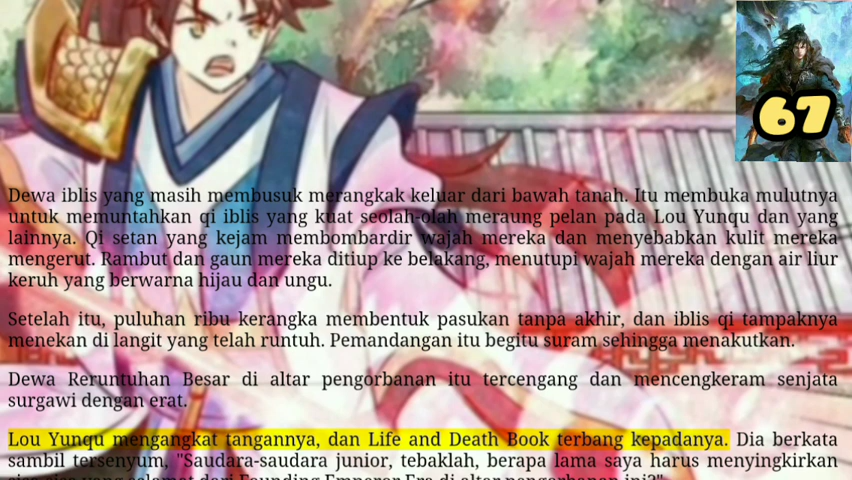 67
Dewa iblis yang masih membusuk merangkak keluar dari bawah tanah. Itu membuka mulutnya
untuk memuntahkan qi iblis yang kuat seolah-olah meraung pelan pada Lou Yunqu dan yang
lainnya. Qi setan yang kejam membombardir wajah mereka dan menyebabkan kulit mereka
mengerut. Rambut dan gaun mereka ditiup ke belakang, menutupi wajah mereka dengan air liur
keruh yang berwarna hijau dan ungu.
Setelah itu, puluhan ribu kerangka membentuk pasukan tanpa akhir, dan iblis qi tampaknya
menekan di langit yang telah runtuh. Pemandangan itu begitu suram sehingga menakutkan.
Dewa Reruntuhan Besar di altar pengorbanan itu tercengang dan mencengkeram senjata
surgawi dengan erat.
Lou Yunqu mengangkat tangannya, dan Life and Death Book terbang kepadanya. Dia berkata
sambil tersenyum, "Saudara-saudara junior, tebaklah, berapa lama saya harus menyingkirkan